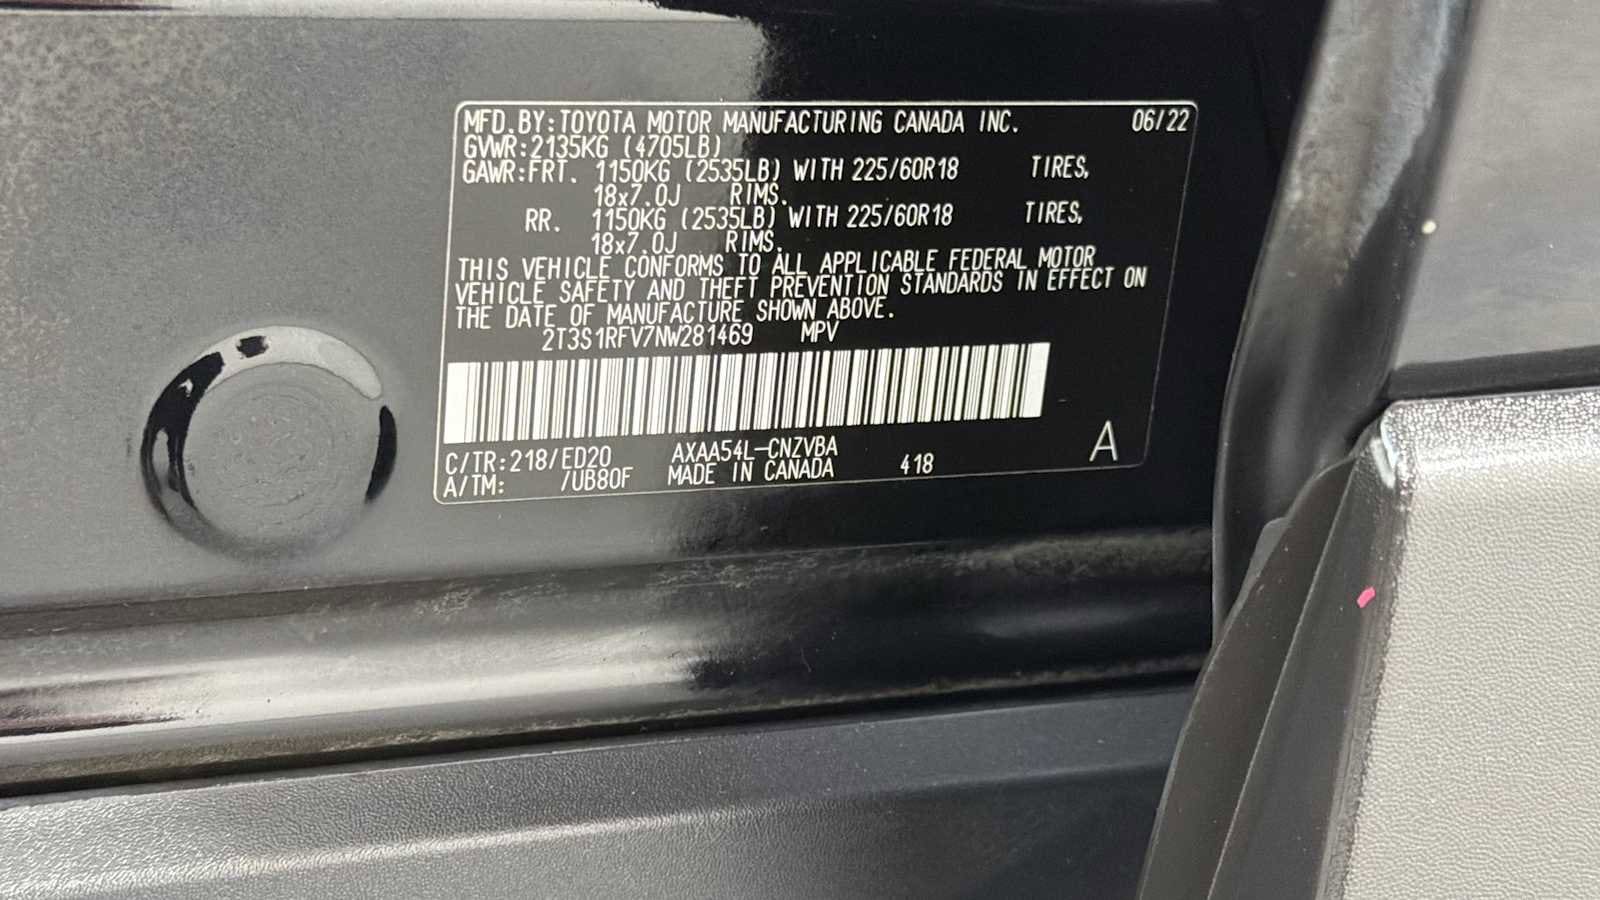 MFD.BY:TOYOTA MOTOR MANUFACTURING CANADA INC. 06/22
GVWR:2135KG (4705LB)
GAWR:FRT. 1150KG (2535LB) WITH 225/60R18 TIRES,
18x7.0J RIMS.
RR. 1150KG (2535LB) WITH 225/60R18 TIRES,
18x7.0J RIMS.
THIS VEHICLE CONFORMS TO ALL APPLICABLE FEDERAL MOTOR
VEHICLE SAFETY AND THEFT PREVENTION STANDARDS IN EFFECT ON
THE DATE OF MANUFACTURE SHOWN ABOVE.
2T3S1RFV7NW281469 MPV
C/TR:218/ED20 AXAA54L-CNZVBA
A/TM: /UB80F MADE IN CANADA 418 A